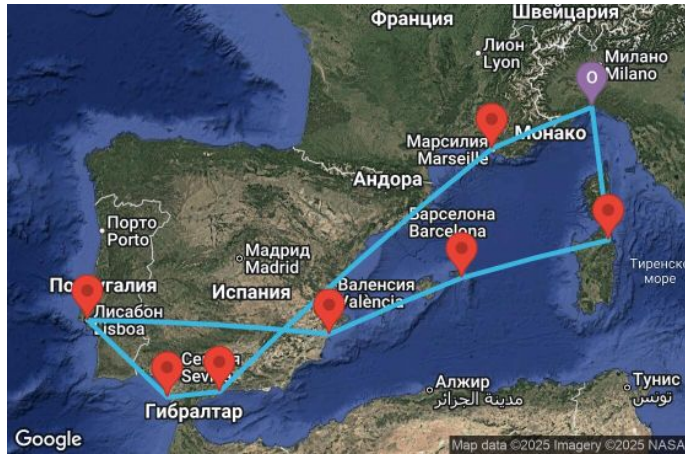 Франция
Швейцария
Лион
Lyon
Милано
Milano
O
Марсилия
Marseille
Монако
Андора
Барселона
Barcelona
Порто
Porto
Мадрид
Madrid
Тиренско
море
Португалия
Испания
Валенсия
València
Лисабон
Lisboa
Севиля
Sevilla
Гибралтар
Алжир
مدينة الجزائر
Тунис
تونس
Google
Map data ©2025 Imagery ©2025 NASA